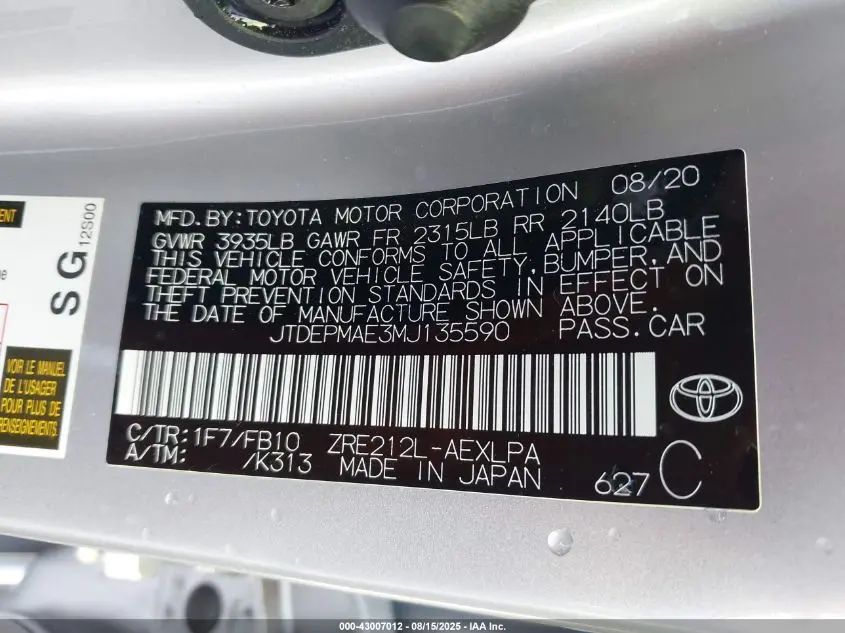 MFD. BY: TOYOTA MOTOR CORPORATION 08/20
GVWR 3935LB GAWR FR 2315LB RR 2140LB
THIS VEHICLE CONFORMS TO ALL APPLICABLE
FEDERAL MOTOR VEHICLE SAFETY, BUMPER, AND
THEFT PREVENTION STANDARDS IN EFFECT ON
THE DATE OF MANUFACTURE SHOWN ABOVE.
JTDEPMAE3MJ135590 PASS. CAR
C/TR: 1F7/FB10 ZRE212L-AEXLPA
A/TM: /K313 MADE IN JAPAN 627 C
SG
12S00
VOIR LE MANUEL
DE L'USAGER
POUR PLUS DE
RENSEIGNEMENTS
000-43007012 - 08/15/2025 - IAA Inc.